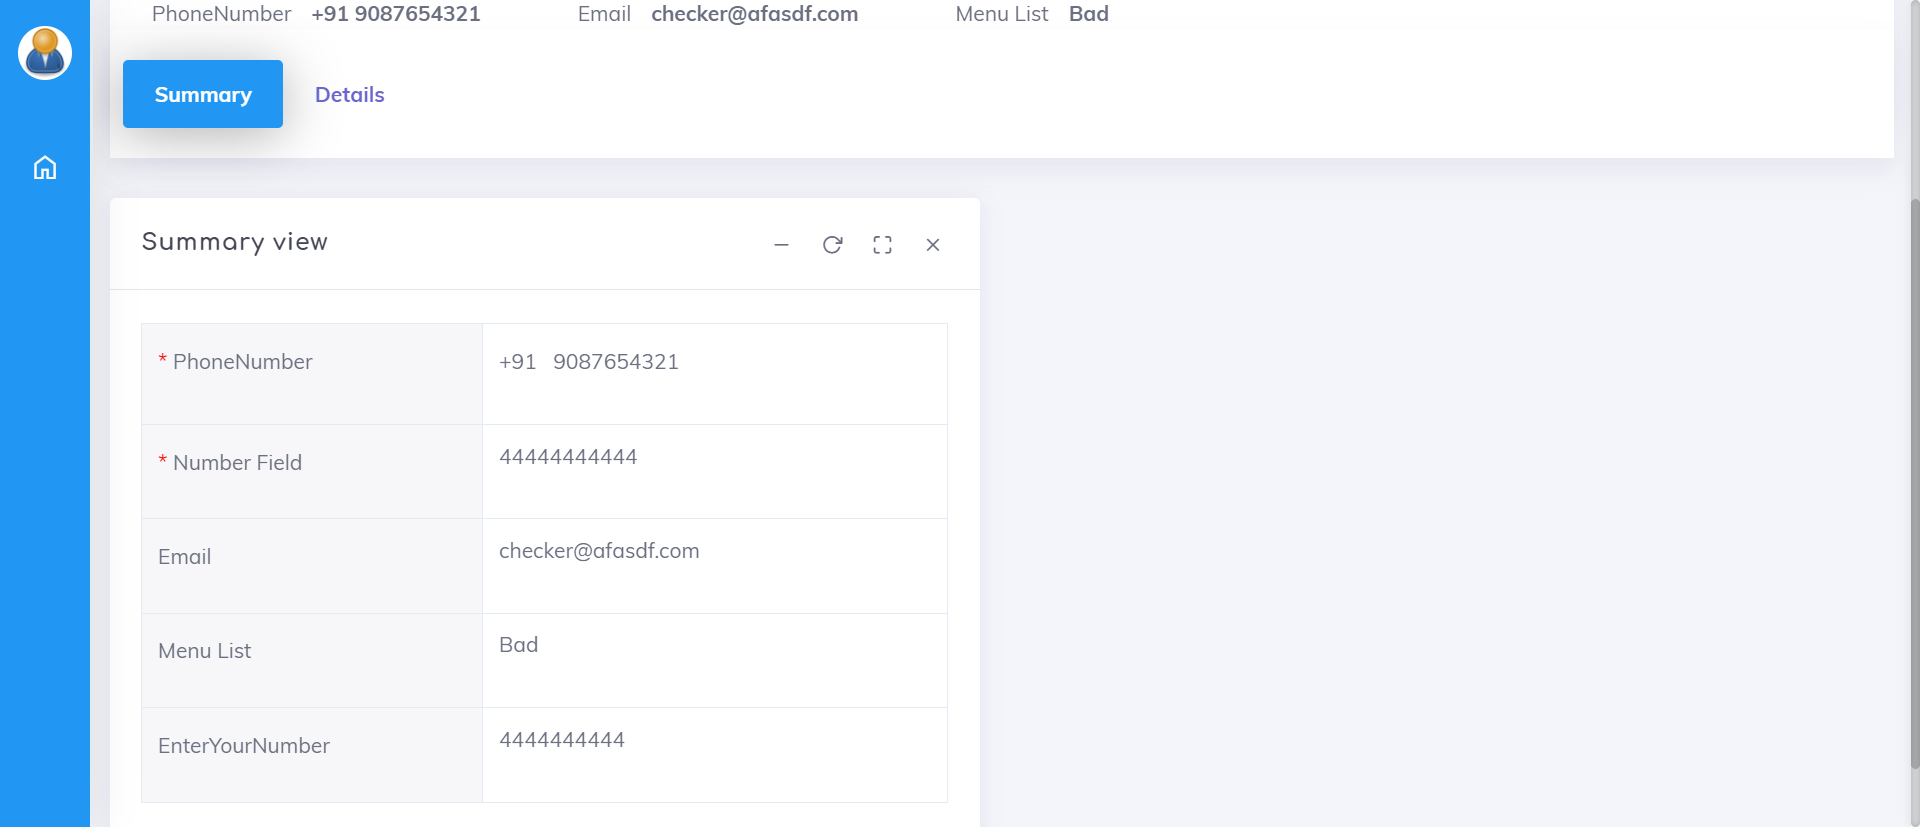 PhoneNumber +91 9087654321 Email checker@afasdf.com Menu List Bad
Summary Details
Summary view
* PhoneNumber +91 9087654321
* Number Field 44444444444
Email checker@afasdf.com
Menu List Bad
EnterYourNumber 4444444444